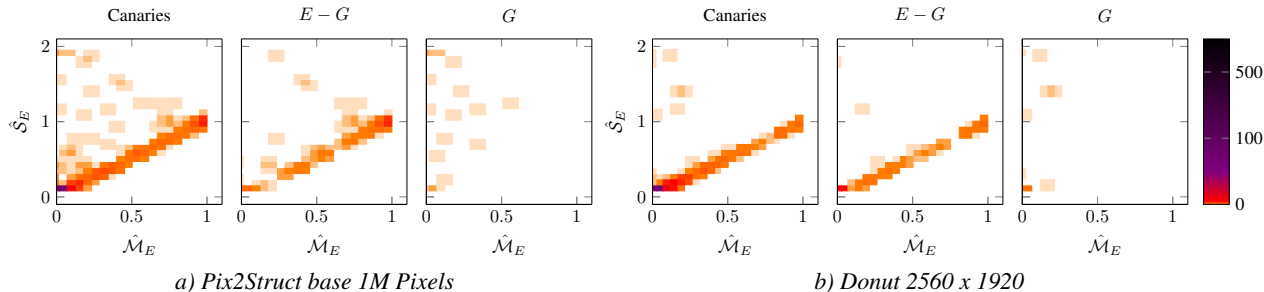 Canaries E − G G Canaries E − G G
2 1 0 2 1 0
Ŝ_E Ŝ_E
0 0.5 1 0 0.5 1 0 0.5 1 0 0.5 1 0 0.5 1 0 0.5 1
500 100 0
M̂_E M̂_E M̂_E M̂_E M̂_E M̂_E
a) Pix2Struct base 1M Pixels b) Donut 2560 x 1920